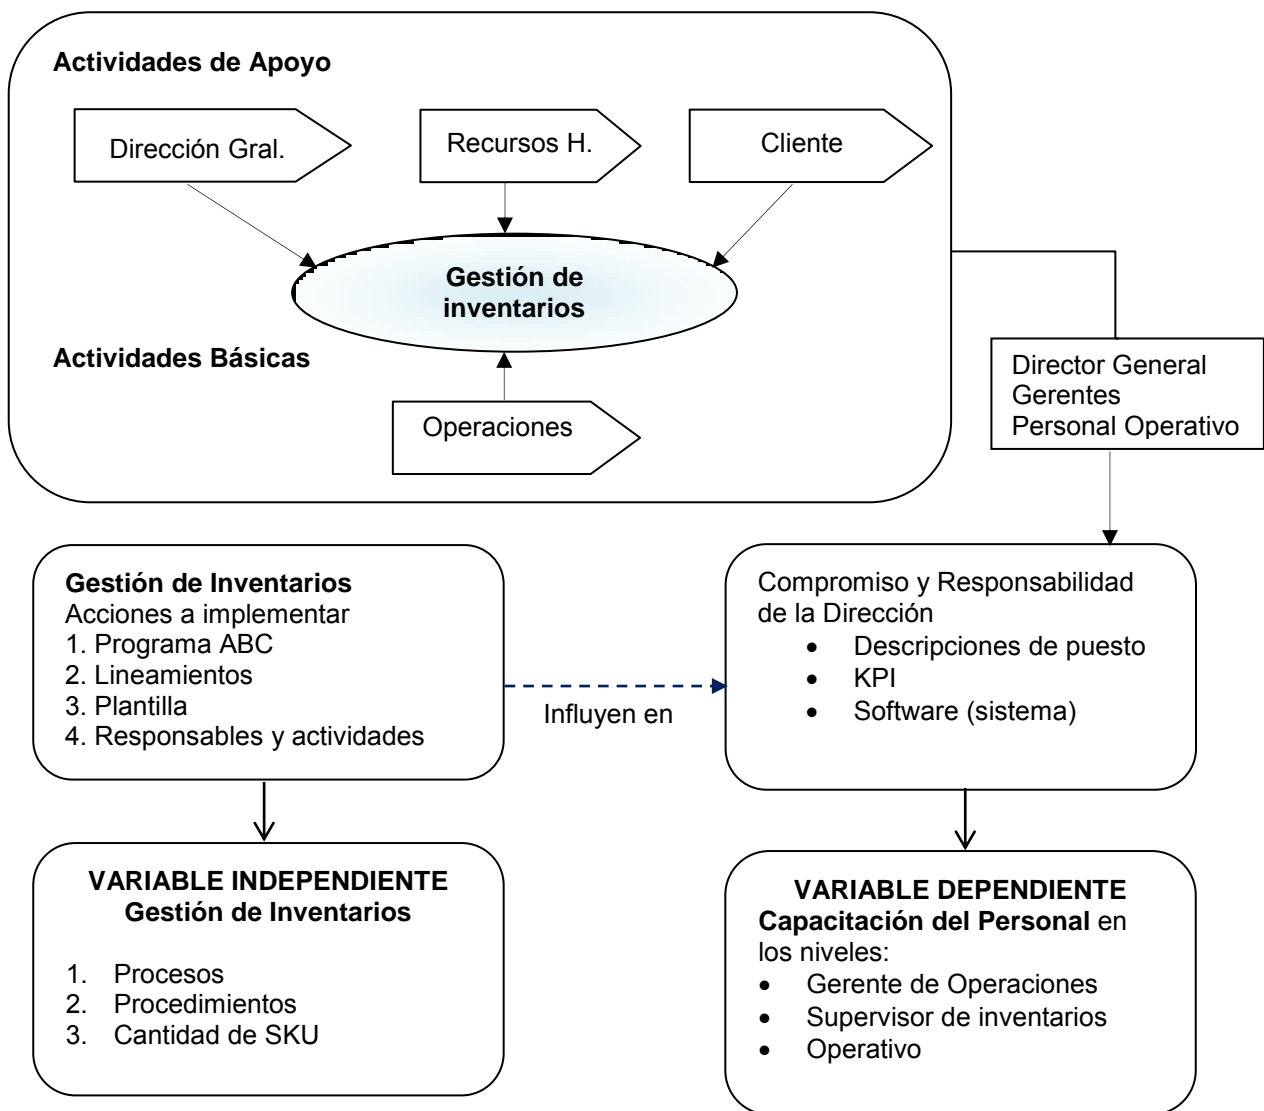 Actividades de Apoyo
Dirección Gral.
Recursos H.
Cliente
Gestión de
inventarios
Actividades Básicas
Operaciones
Director General
Gerentes
Personal Operativo
Gestión de Inventarios
Acciones a implementar
1. Programa ABC
2. Lineamientos
3. Plantilla
4. Responsables y actividades
Influyen en
Compromiso y Responsabilidad
de la Dirección
• Descripciones de puesto
• KPI
• Software (sistema)
VARIABLE INDEPENDIENTE
Gestión de Inventarios
1. Procesos
2. Procedimientos
3. Cantidad de SKU
VARIABLE DEPENDIENTE
Capacitación del Personal en
los niveles:
• Gerente de Operaciones
• Supervisor de inventarios
• Operativo